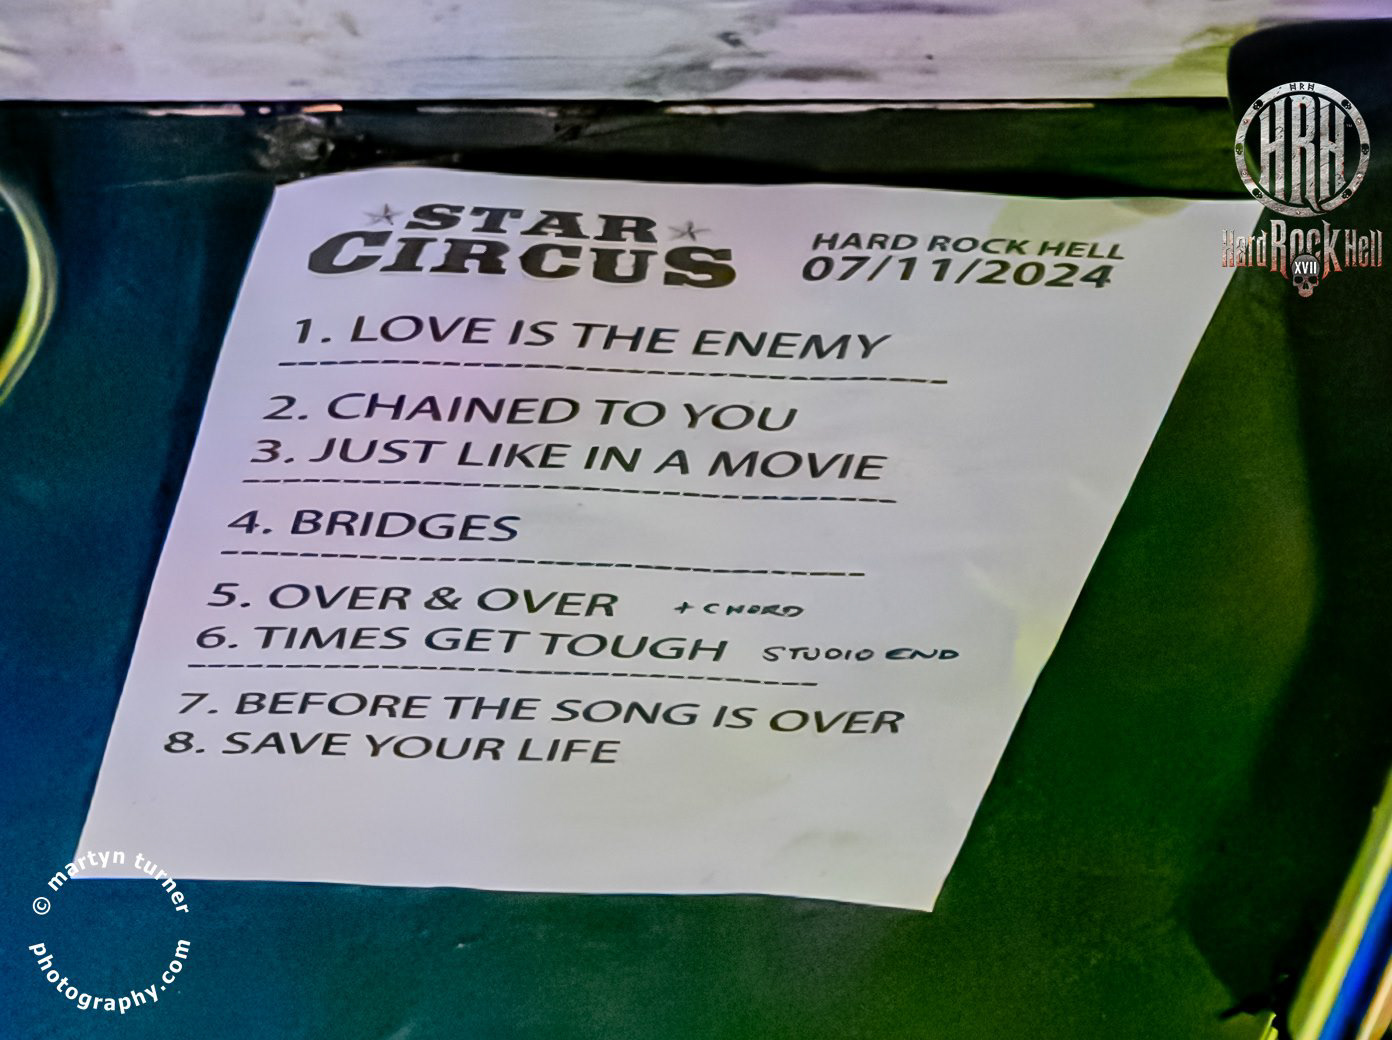 STAR
CIRCUS
HARD ROCK HELL
07/11/2024
1. LOVE IS THE ENEMY
2. CHAINED TO YOU
3. JUST LIKE IN A MOVIE
4. BRIDGES
5. OVER & OVER + CHORD
6. TIMES GET TOUGH STUDIO END
7. BEFORE THE SONG IS OVER
8. SAVE YOUR LIFE
HRH
HRH
Hard ROCK Hell
XVII
© martyn turner
photography.com